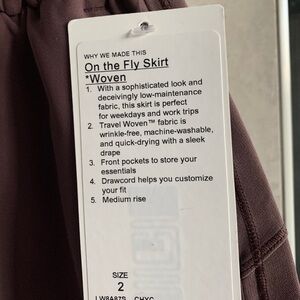 WHY WE MADE THIS
On the Fly Skirt
*Woven
1. With a sophisticated look and
deceivingly low-maintenance
fabric, this skirt is perfect
for weekdays and work trips
2. Travel Woven™ fabric is
wrinkle-free, machine-washable,
and quick-drying with a sleek
drape
3. Front pockets to store your
essentials
4. Drawcord helps you customize
your fit
5. Medium rise
SIZE
2
LW8A87S CHYC